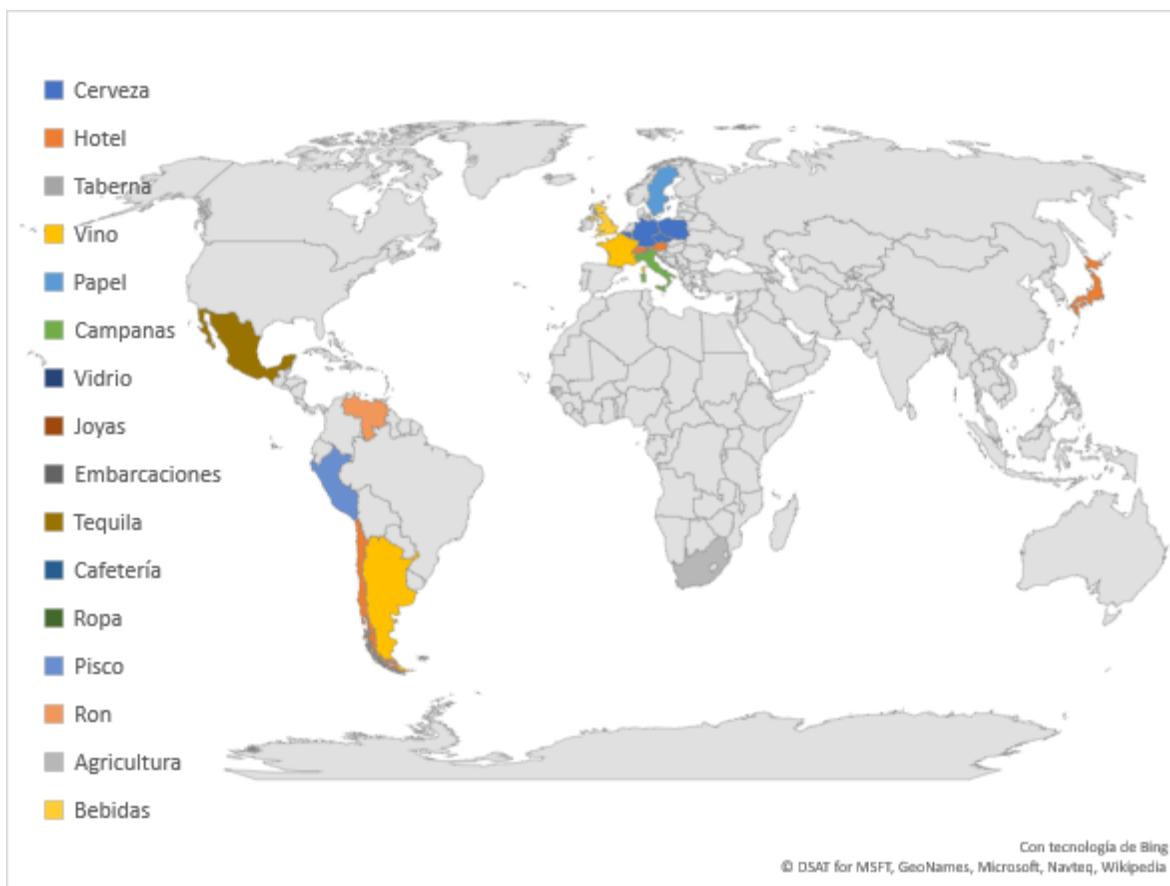 Cerveza
Hotel
Taberna
Vino
Papel
Campanas
Vidrio
Joyas
Embarcaciones
Tequila
Cafetería
Ropa
Pisco
Ron
Agricultura
Bebidas
Con tecnología de Bing
© DSAT for MSFT, GeoNames, Microsoft, Navteq, Wikipedia